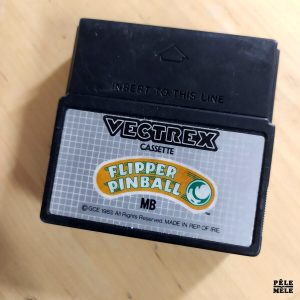 INSERT TO THIS LINE
VECTREX
CASSETTE
FLIPPER
PINBALL
TM
MB
© GCE 1983. All Rights Reserved. MADE IN REP OF IRE.
PÊLE
MÊLE